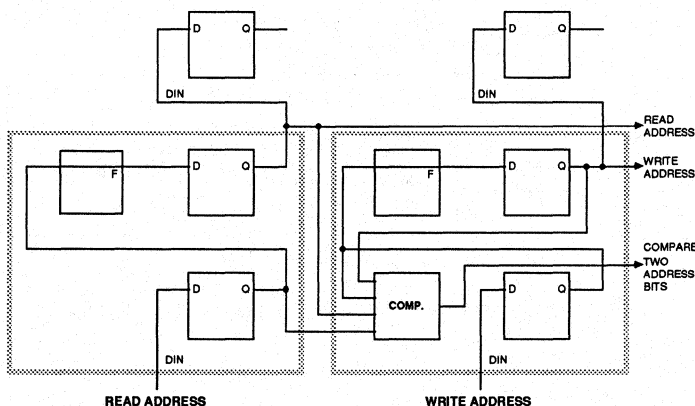 D Q
D Q
DIN
DIN
READ
ADDRESS
F
D Q
F
D Q
WRITE
ADDRESS
COMPARE
TWO
ADDRESS
BITS
D Q
COMP.
D Q
DIN
DIN
READ ADDRESS
WRITE ADDRESS